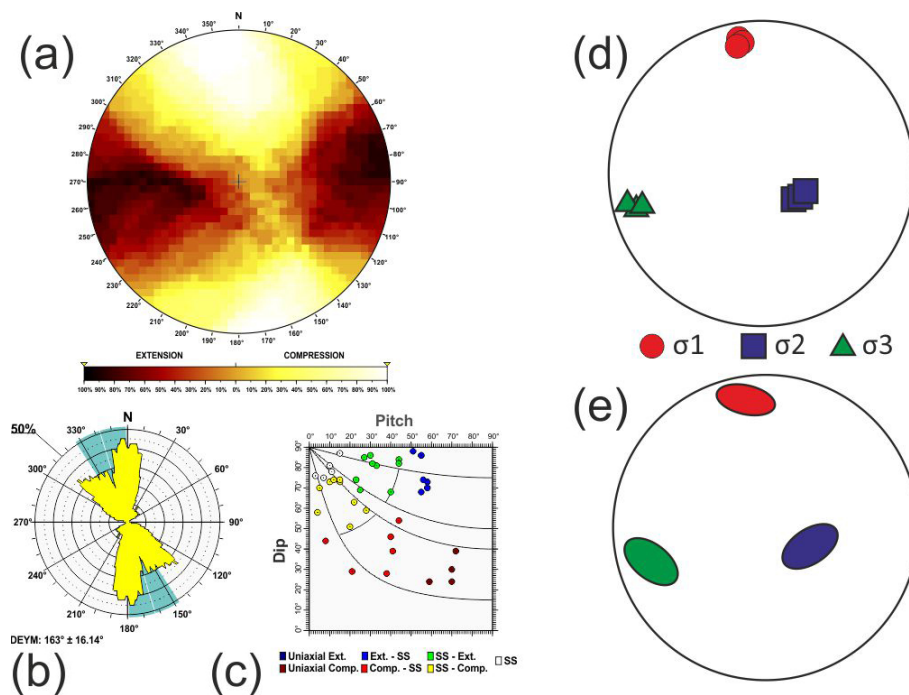 (a)
N
350° 10°
340° 20°
330° 30°
320° 40°
310° 50°
300° 60°
290° 70°
280° 80°
270° 90°
260° 100°
250° 110°
240° 120°
230° 130°
220° 140°
210° 150°
200° 160°
190° 180° 170°
EXTENSION COMPRESSION
100% 90% 80% 70% 60% 50% 40% 30% 20% 10% 0% 10% 20% 30% 40% 50% 60% 70% 80% 90% 100%
N
50%
330° 30°
300° 60°
270° 90°
240° 120°
210° 150°
180°
DEYM: 163° ± 16.14°
(b)
Pitch
0° 10° 20° 30° 40° 50° 60° 70° 80° 90°
90°
80°
70°
60°
50°
40°
30°
20°
10°
0°
Dip
(c)
Uniaxial Ext. Ext. - SS SS - Ext. SS
Uniaxial Comp. Comp. - SS SS - Comp.
(d)
σ1 σ2 σ3
(e)